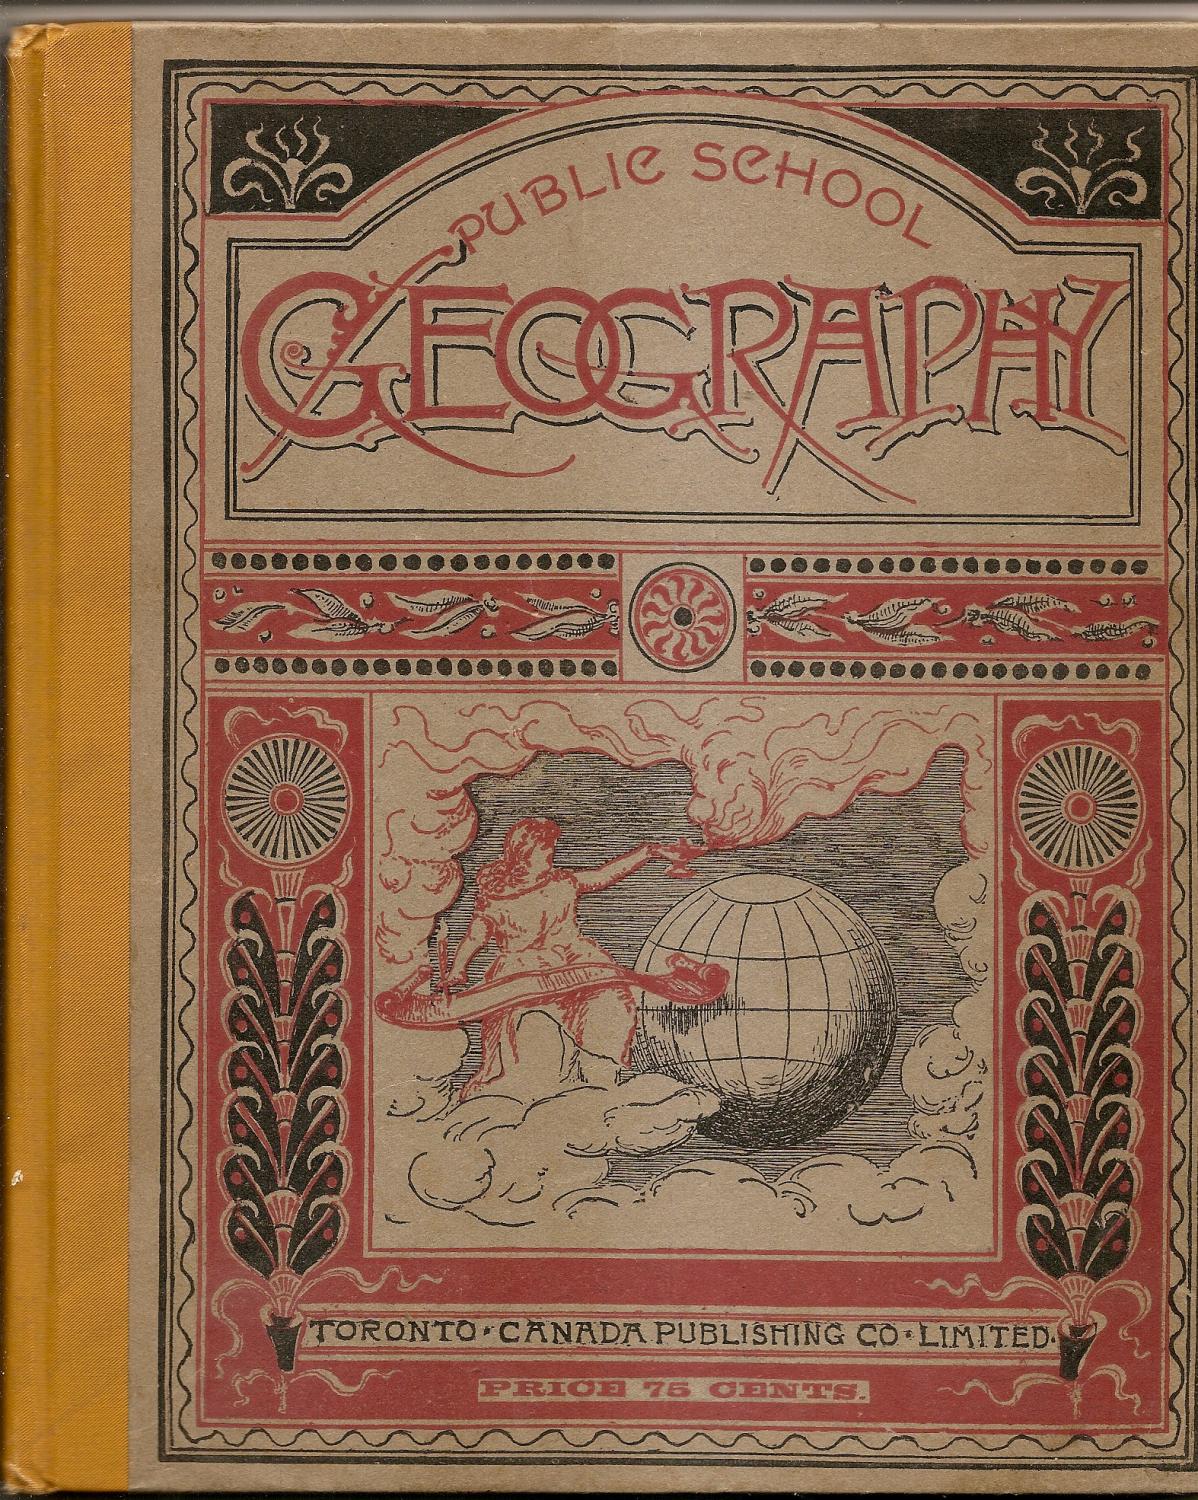 PUBLIC SCHOOL
GEOGRAPHY
TORONTO · CANADA PUBLISHING CO · LIMITED ·
PRICE 75 CENTS.